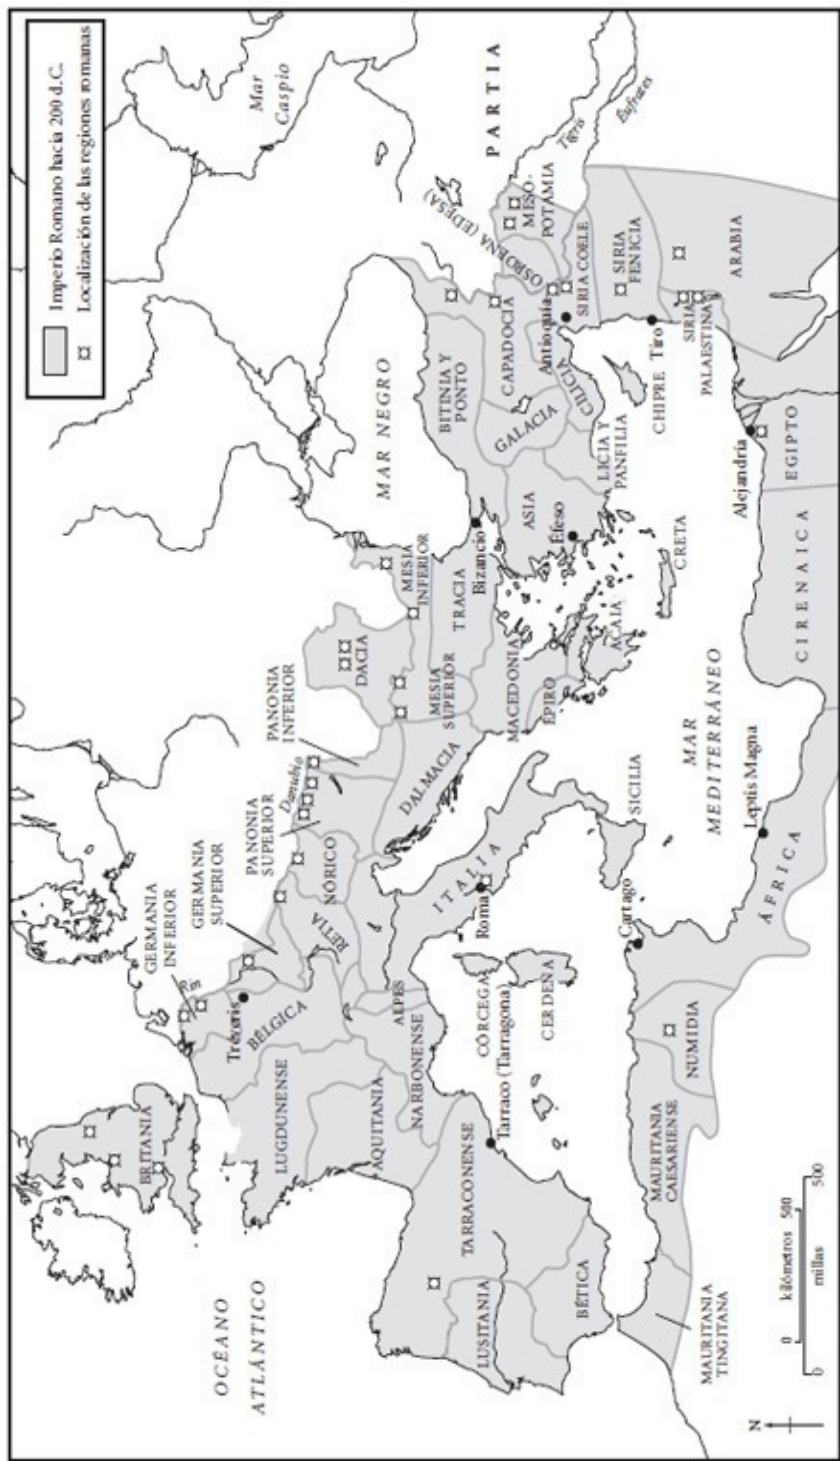 Imperio Romano hacia 200 d.C.
Localización de las regiones romanas
OCÉANO
ATLÁNTICO
BRITANIA
GERMANIA
INFERIOR
Rin
GERMANIA
SUPERIOR
Tréveris
BÉLGICA
LUGDUNENSE
AQUITANIA
NARBONENSE
ALPES
RETIA
NÓRICO
PANONIA
SUPERIOR
Danubio
PANONIA
INFERIOR
DALMACIA
DACIA
MESIA
SUPERIOR
MESIA
INFERIOR
TRACIA
MACEDONIA
ÉPIRO
ACAIA
Bizancio
MAR NEGRO
Mar
Caspio
BITINIA Y
PONTO
GALACIA
CAPADOCIA
ASIA
Éfeso
LICIA Y
PANFILIA
CILICIA
Antioquía
OSROENA (EDESA)
MESO-
POTAMIA
PARTIA
Tigris
Éufrates
SIRIA COELE
SIRIA
FENICIA
Tiro
SIRIA
PALAESTINA
ARABIA
CHIPRE
CRETA
ITALIA
Roma
CÓRCEGA
CERDEÑA
SICILIA
TARRACONENSE
Tarraco (Tarragona)
LUSITANIA
BÉTICA
MAURITANIA
TINGITANA
MAURITANIA
CAESARIENSE
NUMIDIA
Cartago
ÁFRICA
Leptis Magna
MAR
MEDITERRÁNEO
CIRENAICA
Alejandría
EGIPTO
N
0 kilómetros 500
0 millas 500